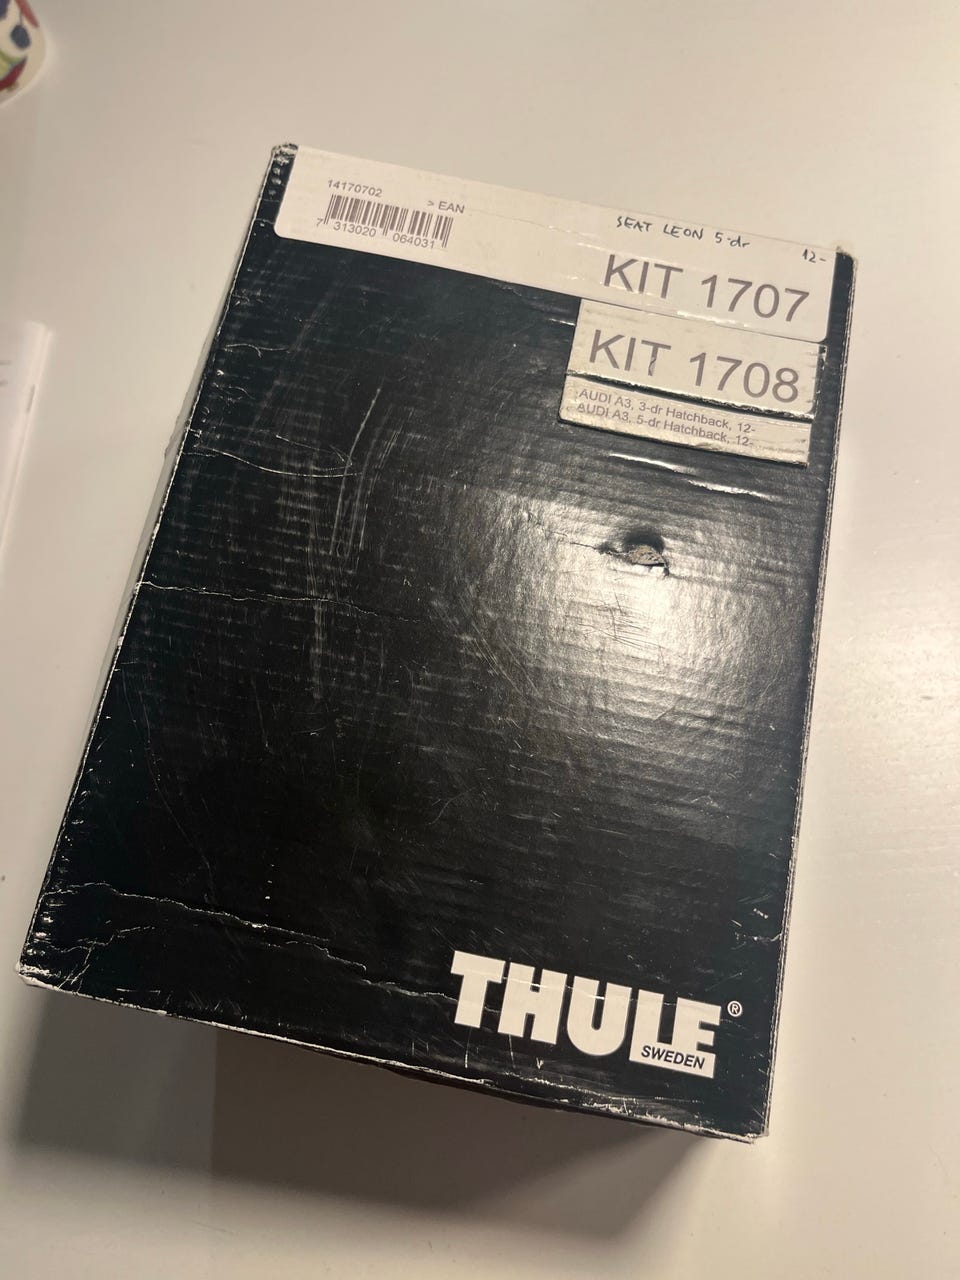 14170702
> EAN
7 313020 064031
SEAT LEON 5-dr
12-
KIT 1707
KIT 1708
AUDI A3, 3-dr Hatchback, 12-
AUDI A3, 5-dr Hatchback, 12-
THULE®
SWEDEN